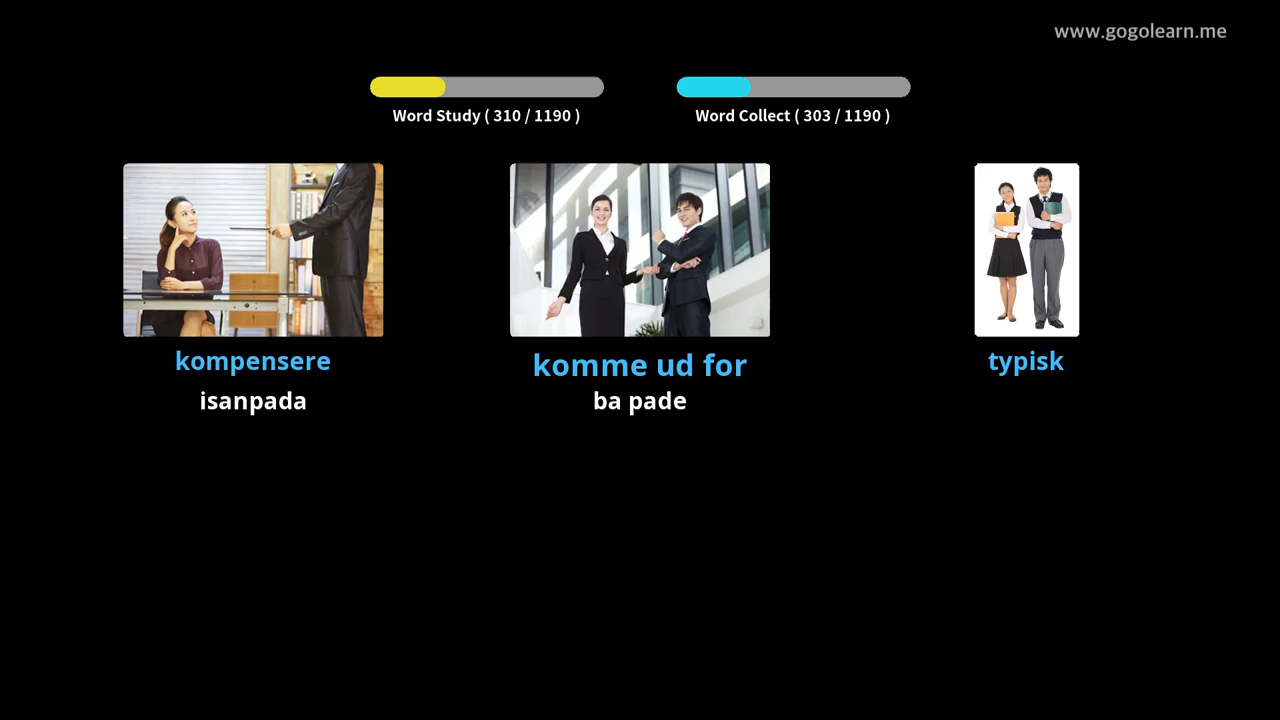 www.gogolearn.me
Word Study ( 310 / 1190 )
Word Collect ( 303 / 1190 )
kompensere
isanpada
komme ud for
ba pade
typisk